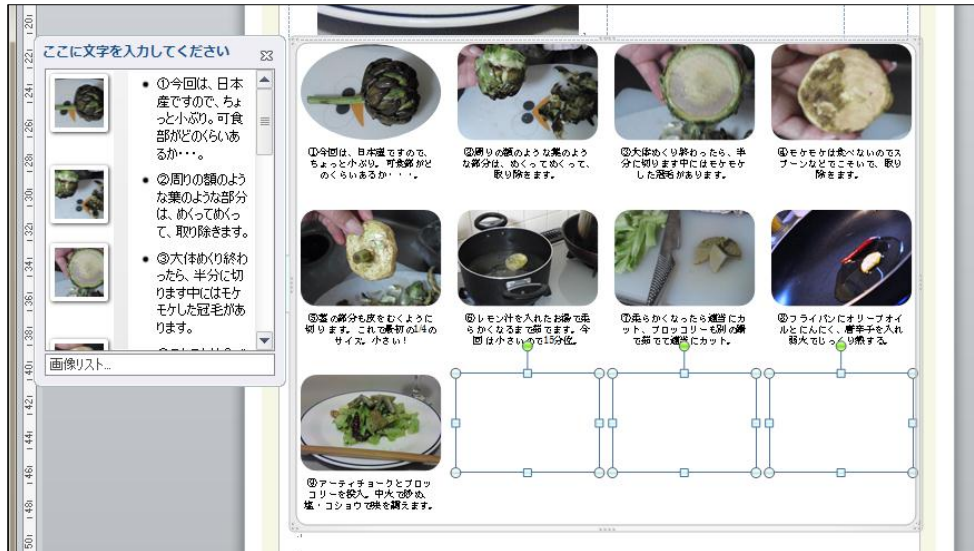 ここに文字を入力してください
①今回は、日本
産ですので、ちょ
っと小ぶり。可食
部がどのくらいあ
るか・・・。
②周りの額のよう
な葉のような部分
は、めくってめくっ
て、取り除きます。
③大体めくり終わ
ったら、半分に切
ります中にはモケ
モケした冠毛があ
ります。
画像リスト...
①今回は、日本産ですので、
ちょっと小ぶり。可食部がど
のくらいあるか・・・。
②周りの額のような葉のよう
な部分は、めくってめくって、
取り除きます。
③大体めくり終わったら、半
分に切ります中にはモケモケ
した冠毛があります。
④モケモケは食べないのでス
プーンなどでこそいで、取り
除きます。
⑤茎の部分も皮をむくように
切ります。これで最初の1/4の
サイズ。小さい！
⑥レモン汁を入れたお湯で柔
らかくなるまで茹でます。今
回は小さいので15分位。
⑦柔らかくなったら適当にカ
ット、ブロッコリーも別の鍋
で茹でて適当にカット。
⑧フライパンにオリーブオイ
ルとにんにく、唐辛子を入れ
弱火でじっくり熱する。
⑨アーティチョークとブロッ
コリーを投入。中火で炒め、
塩・コショウで味を調えます。
20
22
24
26
28
30
32
34
36
38
40
42
44
46
48
50